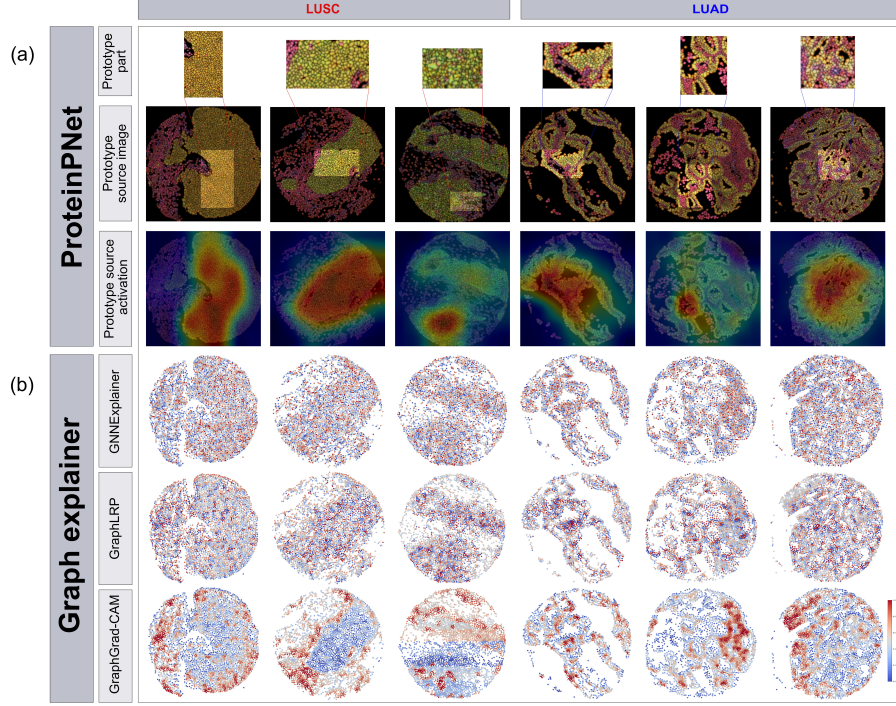 LUSC
LUAD
(a)
ProteinPNet
Prototype
part
Prototype
source image
Prototype source
activation
(b)
Graph explainer
GNNExplainer
GraphLRP
GraphGrad-CAM